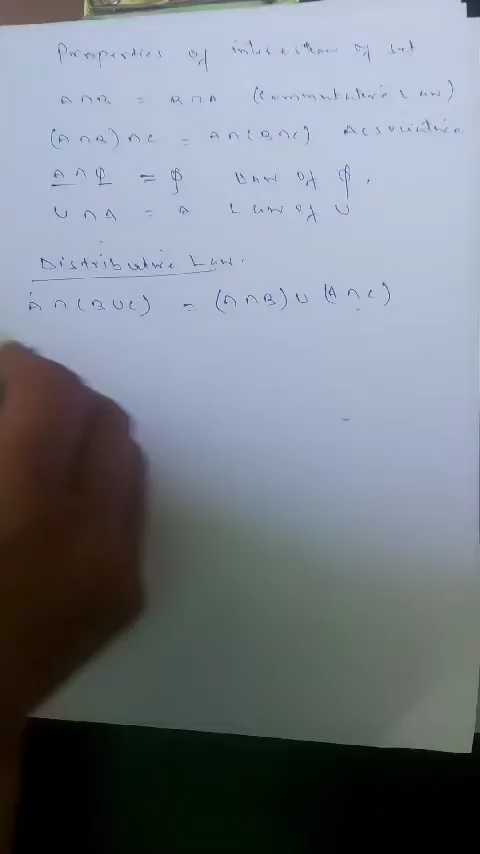 Properties of intersection of set
A ∩ B = B ∩ A (Commutative Law)
(A ∩ B) ∩ C = A ∩ (B ∩ C) Associative
A ∩ φ = φ Law of φ.
U ∩ A = A Law of U
Distributive Law.
A ∩ (B ∪ C) = (A ∩ B) ∪ (A ∩ C)